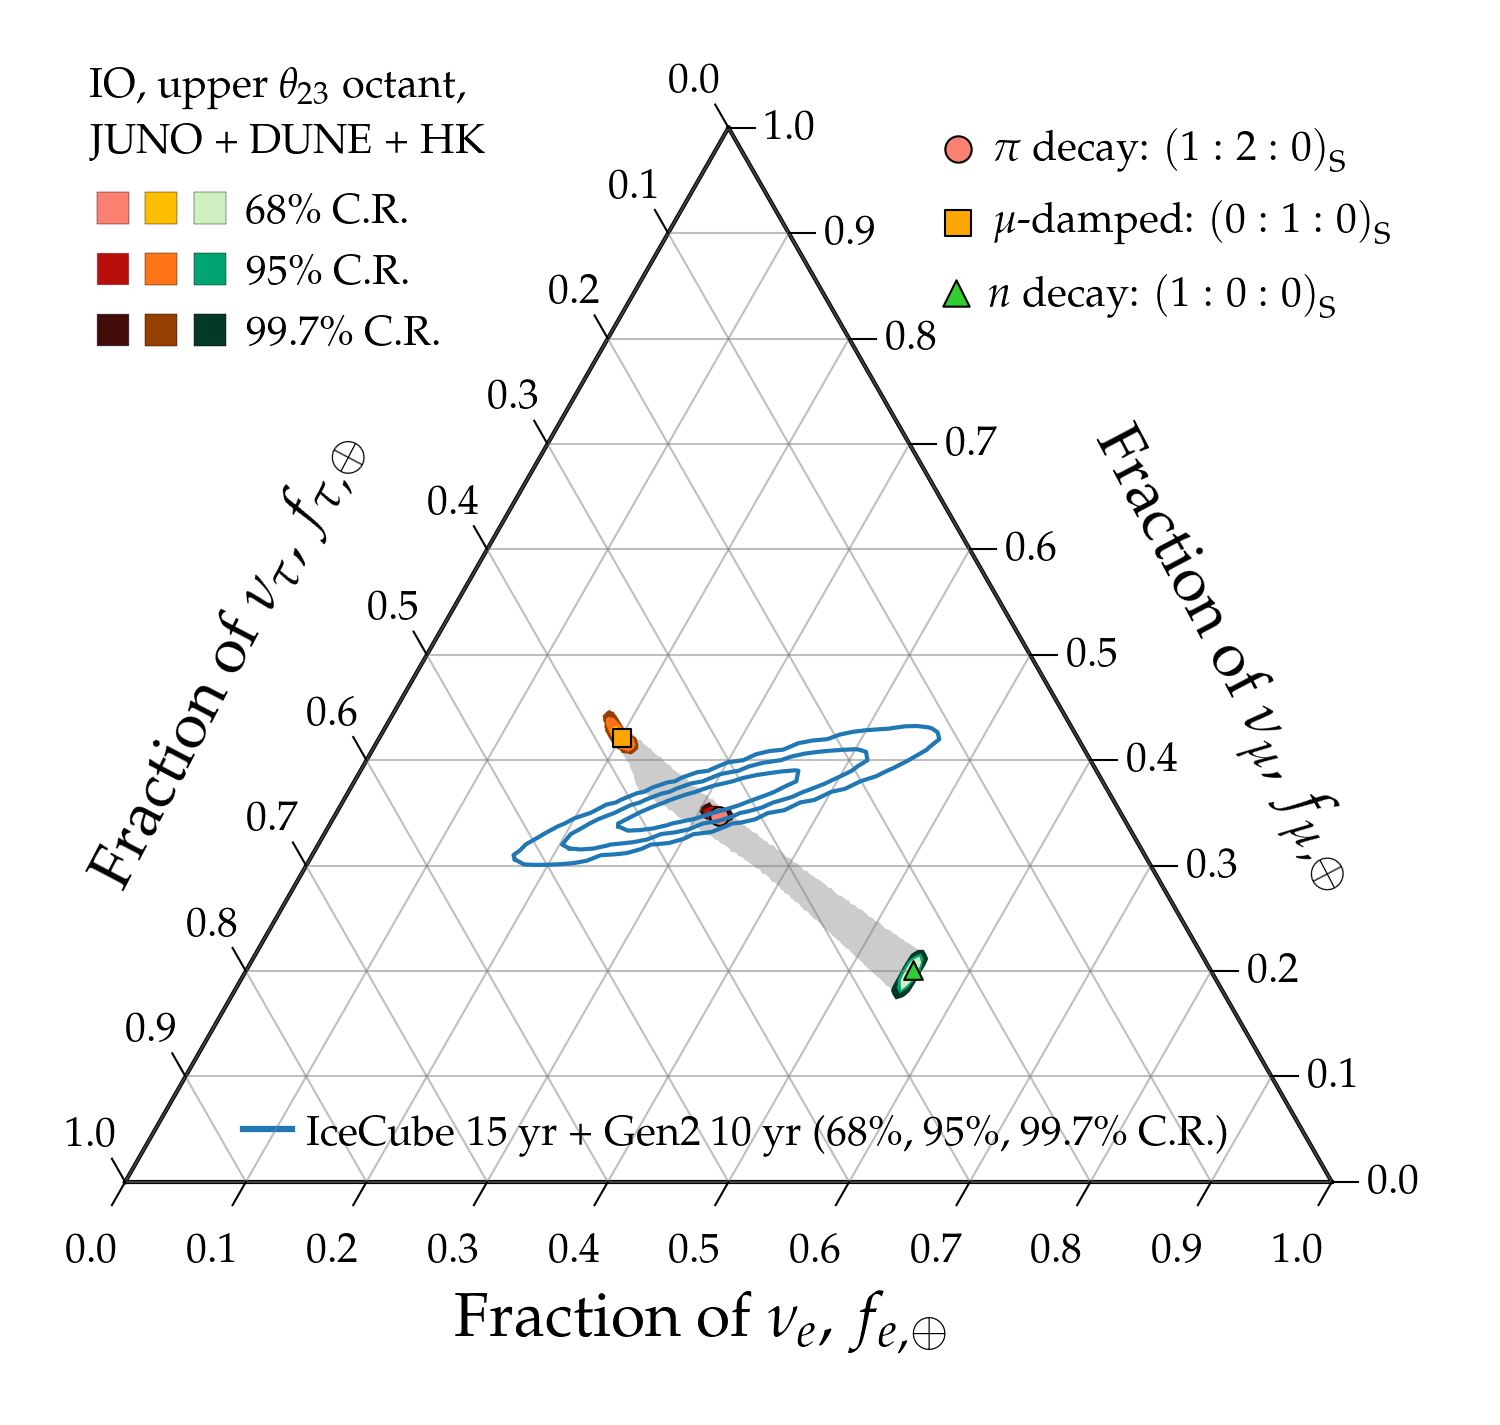 IO, upper θ₂₃ octant,
JUNO + DUNE + HK
68% C.R.
95% C.R.
99.7% C.R.
π decay: (1 : 2 : 0)S
μ-damped: (0 : 1 : 0)S
n decay: (1 : 0 : 0)S
Fraction of ντ, fτ,⊕
0.0
0.1
0.2
0.3
0.4
0.5
0.6
0.7
0.8
0.9
1.0
Fraction of νμ, fμ,⊕
1.0
0.9
0.8
0.7
0.6
0.5
0.4
0.3
0.2
0.1
0.0
IceCube 15 yr + Gen2 10 yr (68%, 95%, 99.7% C.R.)
0.0 0.1 0.2 0.3 0.4 0.5 0.6 0.7 0.8 0.9 1.0
Fraction of νe, fe,⊕